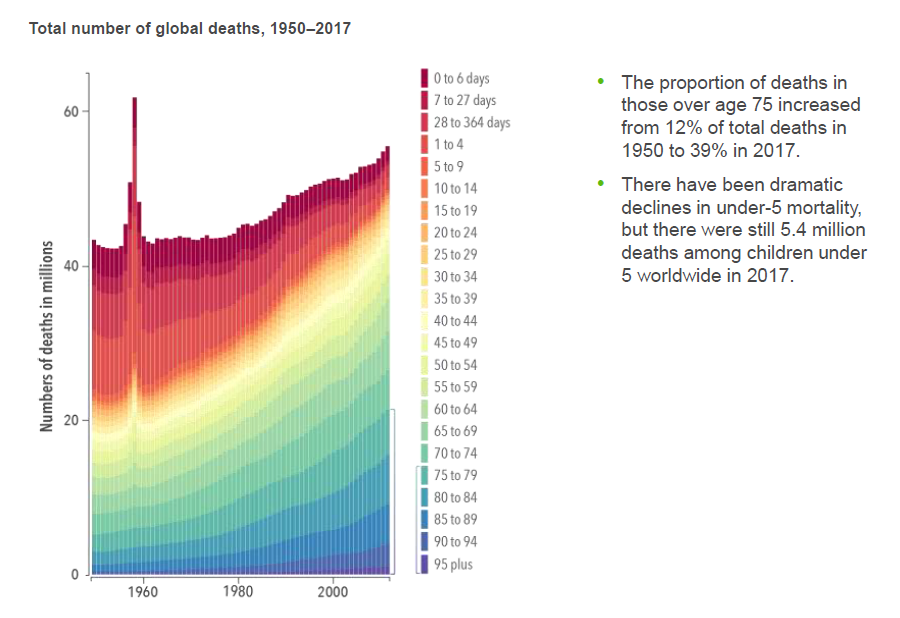 Total number of global deaths, 1950–2017
Numbers of deaths in millions
60
40
20
0
1960
1980
2000
0 to 6 days
7 to 27 days
28 to 364 days
1 to 4
5 to 9
10 to 14
15 to 19
20 to 24
25 to 29
30 to 34
35 to 39
40 to 44
45 to 49
50 to 54
55 to 59
60 to 64
65 to 69
70 to 74
75 to 79
80 to 84
85 to 89
90 to 94
95 plus
• The proportion of deaths in
those over age 75 increased
from 12% of total deaths in
1950 to 39% in 2017.
• There have been dramatic
declines in under-5 mortality,
but there were still 5.4 million
deaths among children under
5 worldwide in 2017.